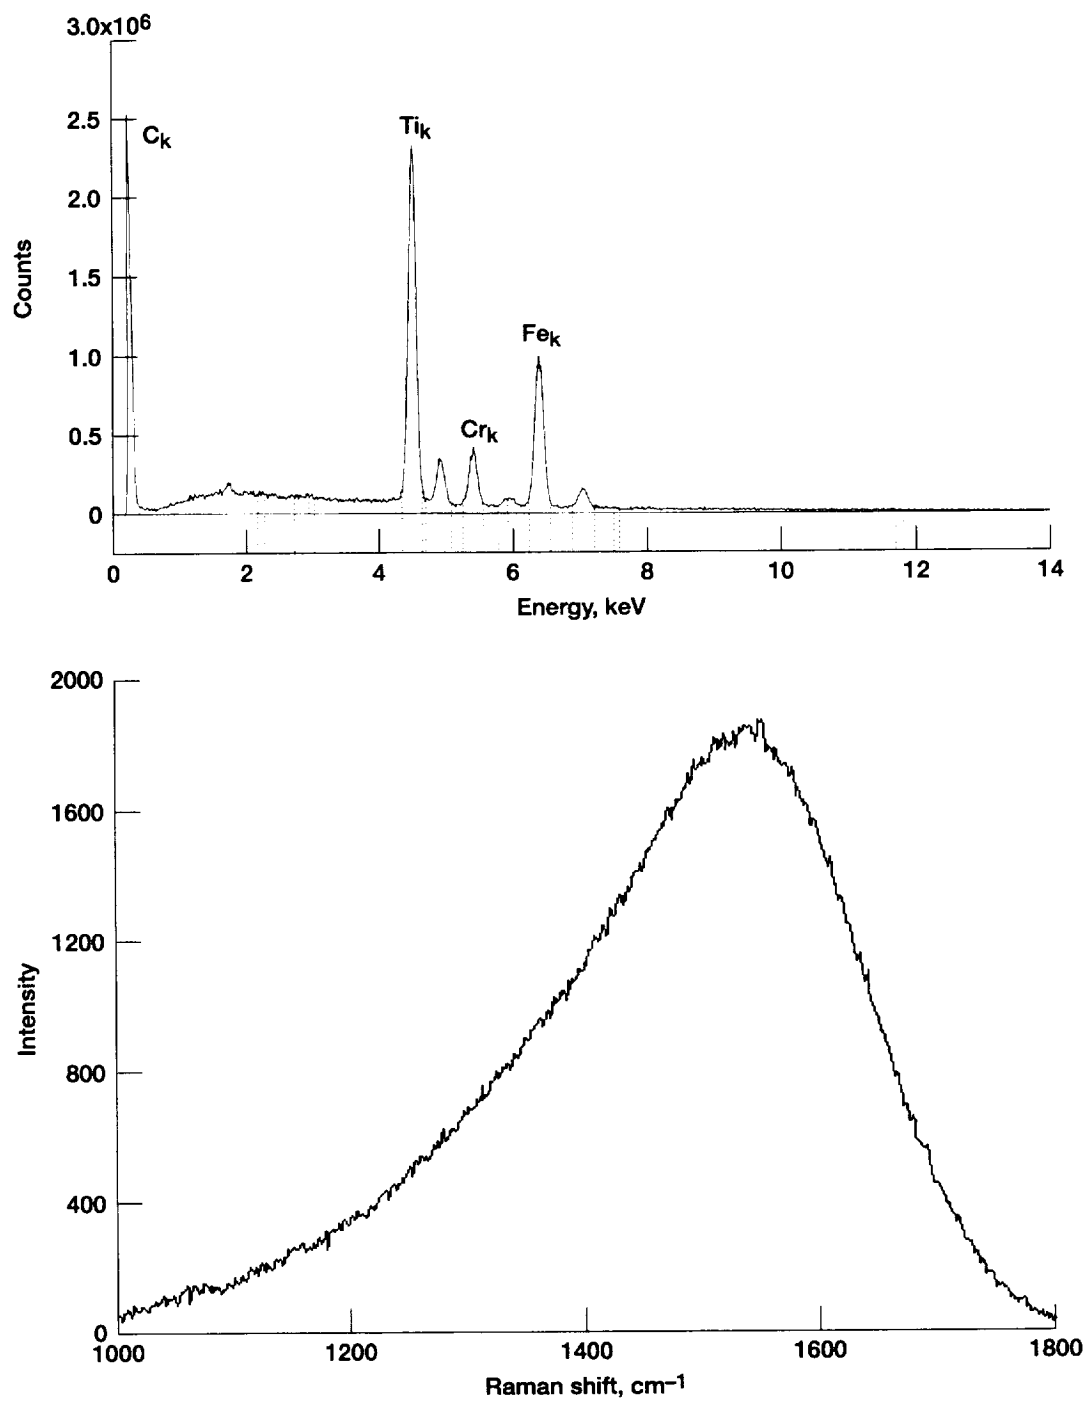 3.0x10⁶
2.5
2.0
1.5
1.0
0.5
0
Counts
C_k
Ti_k
Cr_k
Fe_k
0 2 4 6 8 10 12 14
Energy, keV
2000
1600
1200
800
400
0
Intensity
1000 1200 1400 1600 1800
Raman shift, cm⁻¹